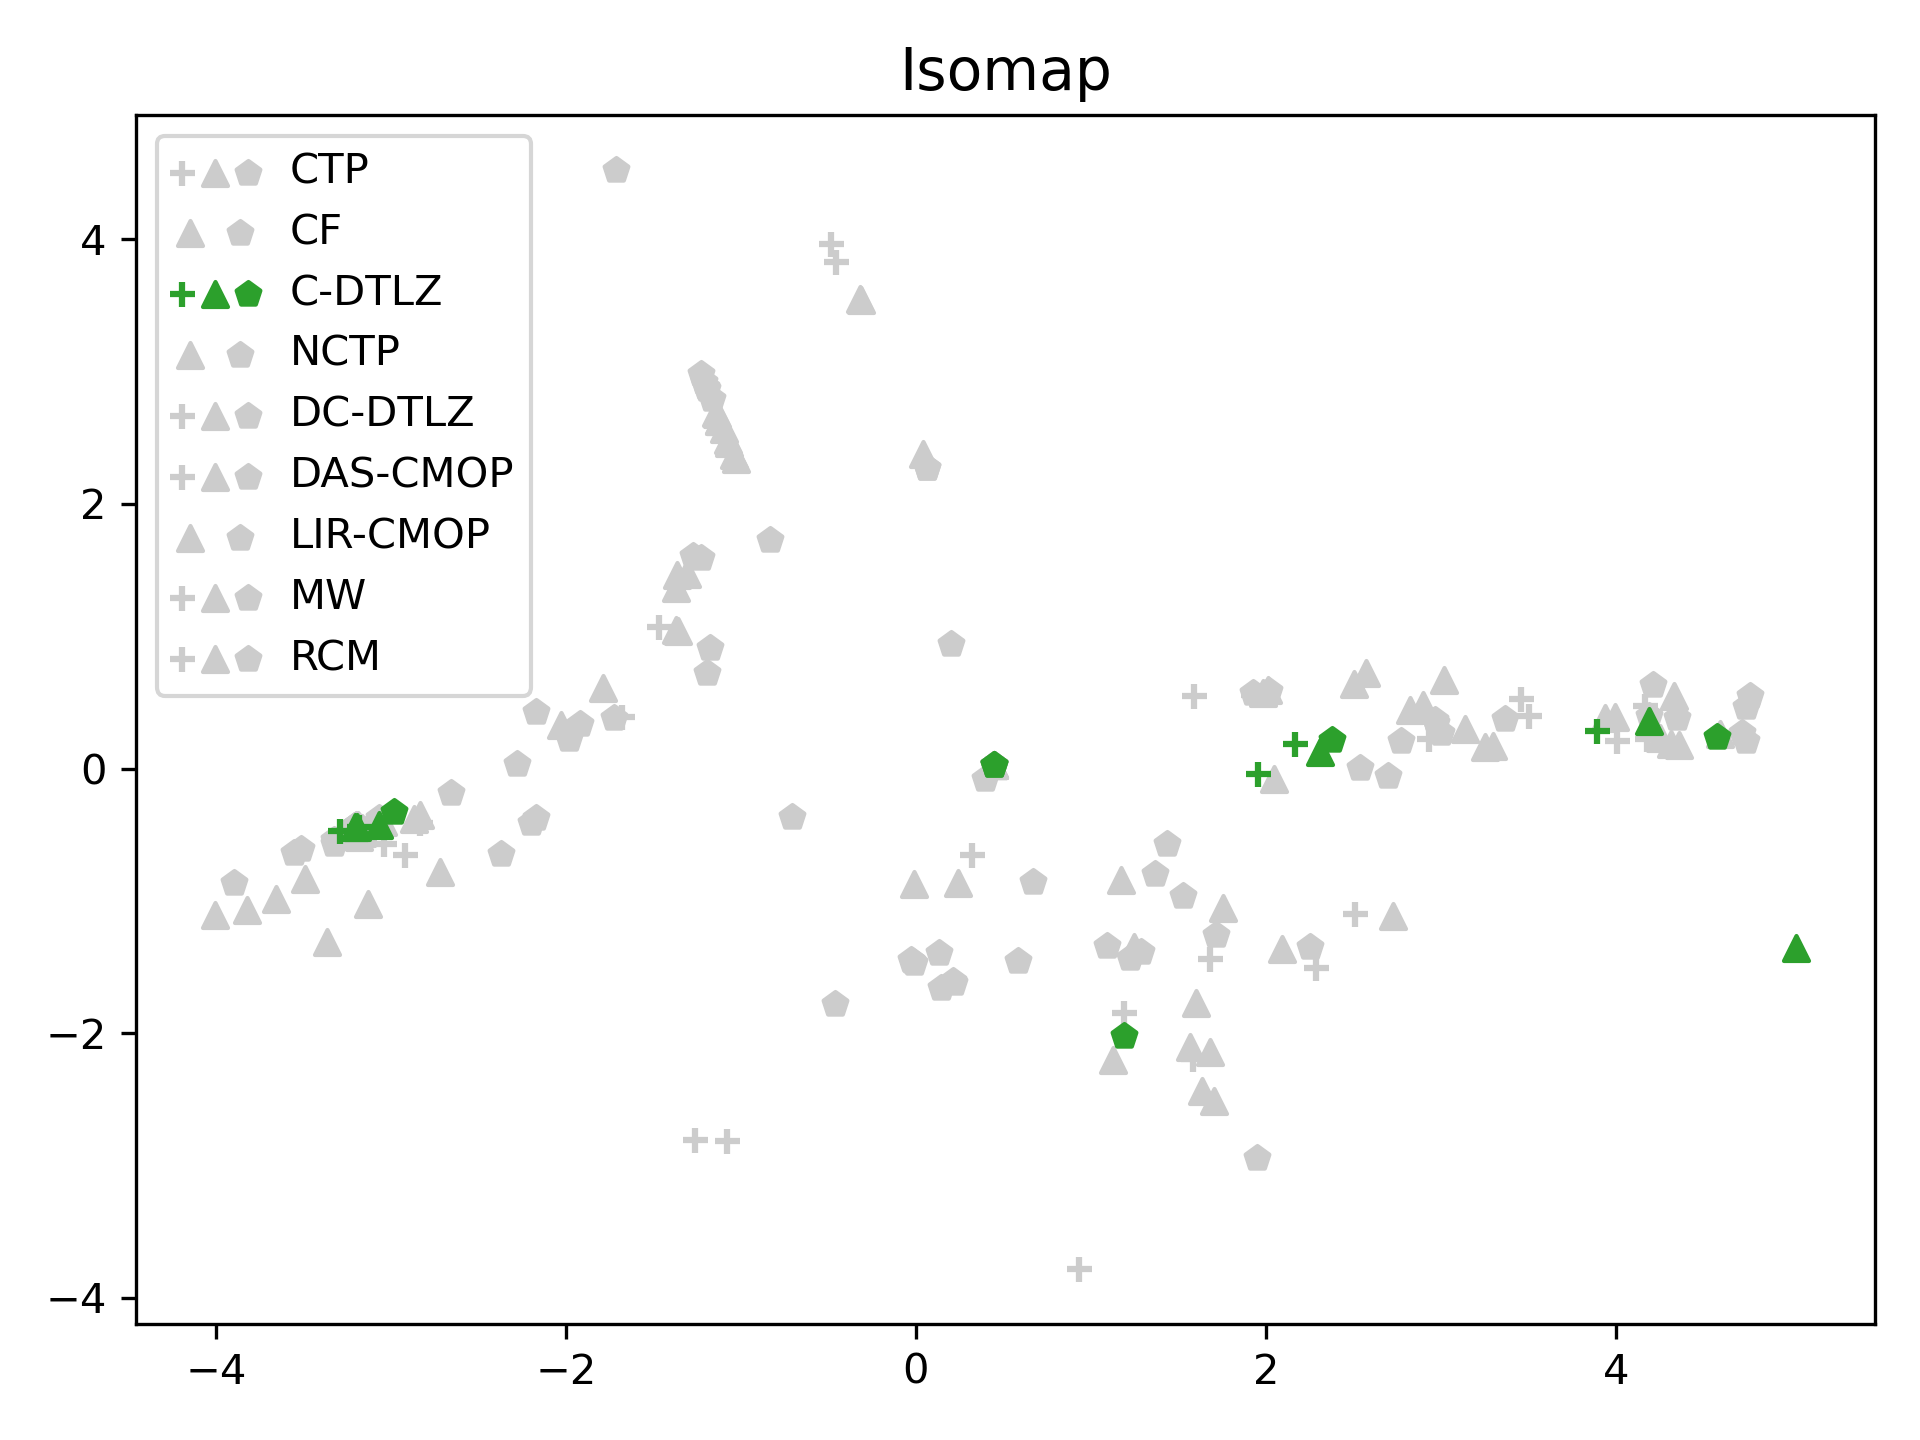 Isomap
CTP
CF
C-DTLZ
NCTP
DC-DTLZ
DAS-CMOP
LIR-CMOP
MW
RCM
4
2
0
−2
−4
−4 −2 0 2 4